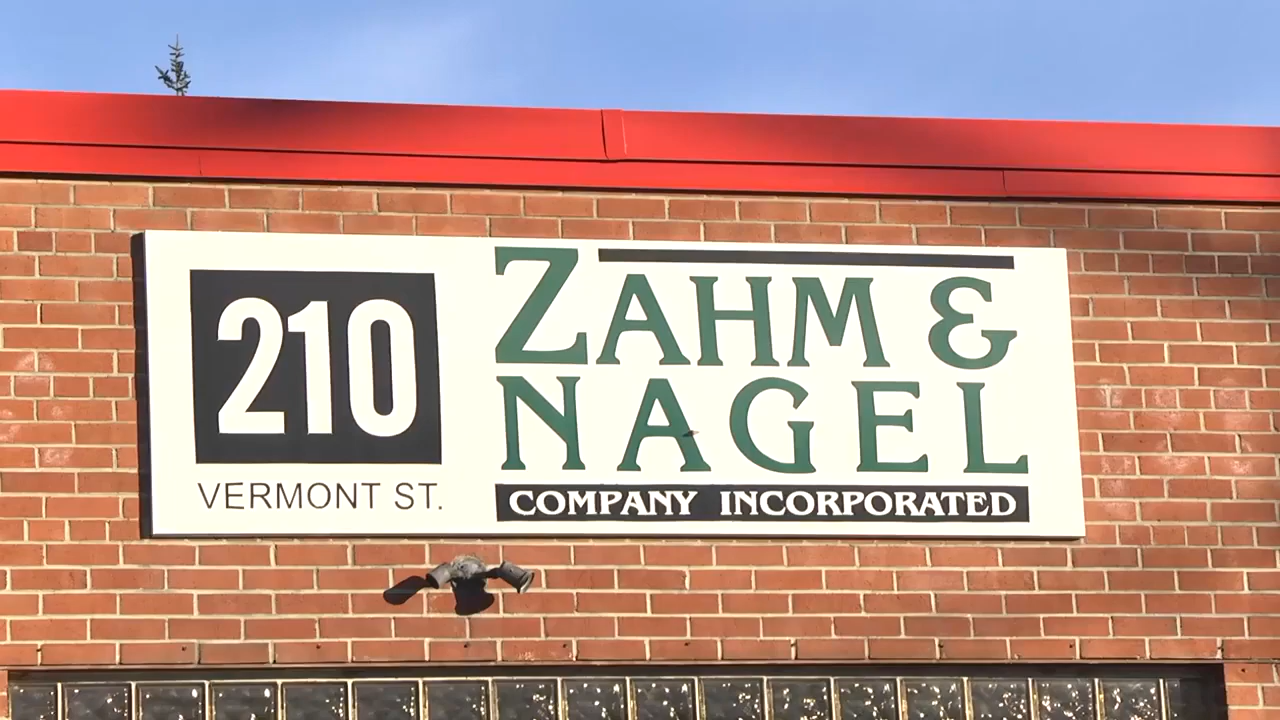 210
VERMONT ST.
ZAHM &
NAGEL
COMPANY INCORPORATED